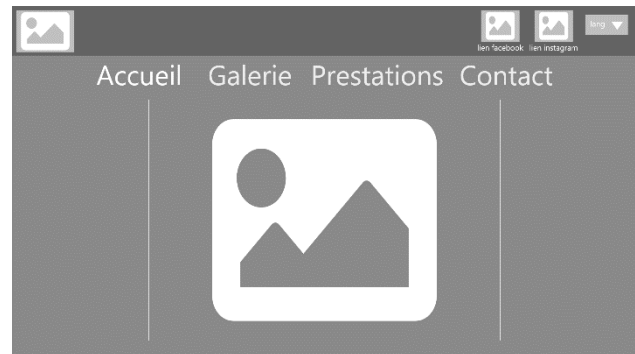 lang
lien facebook lien instagram
Accueil Galerie Prestations Contact